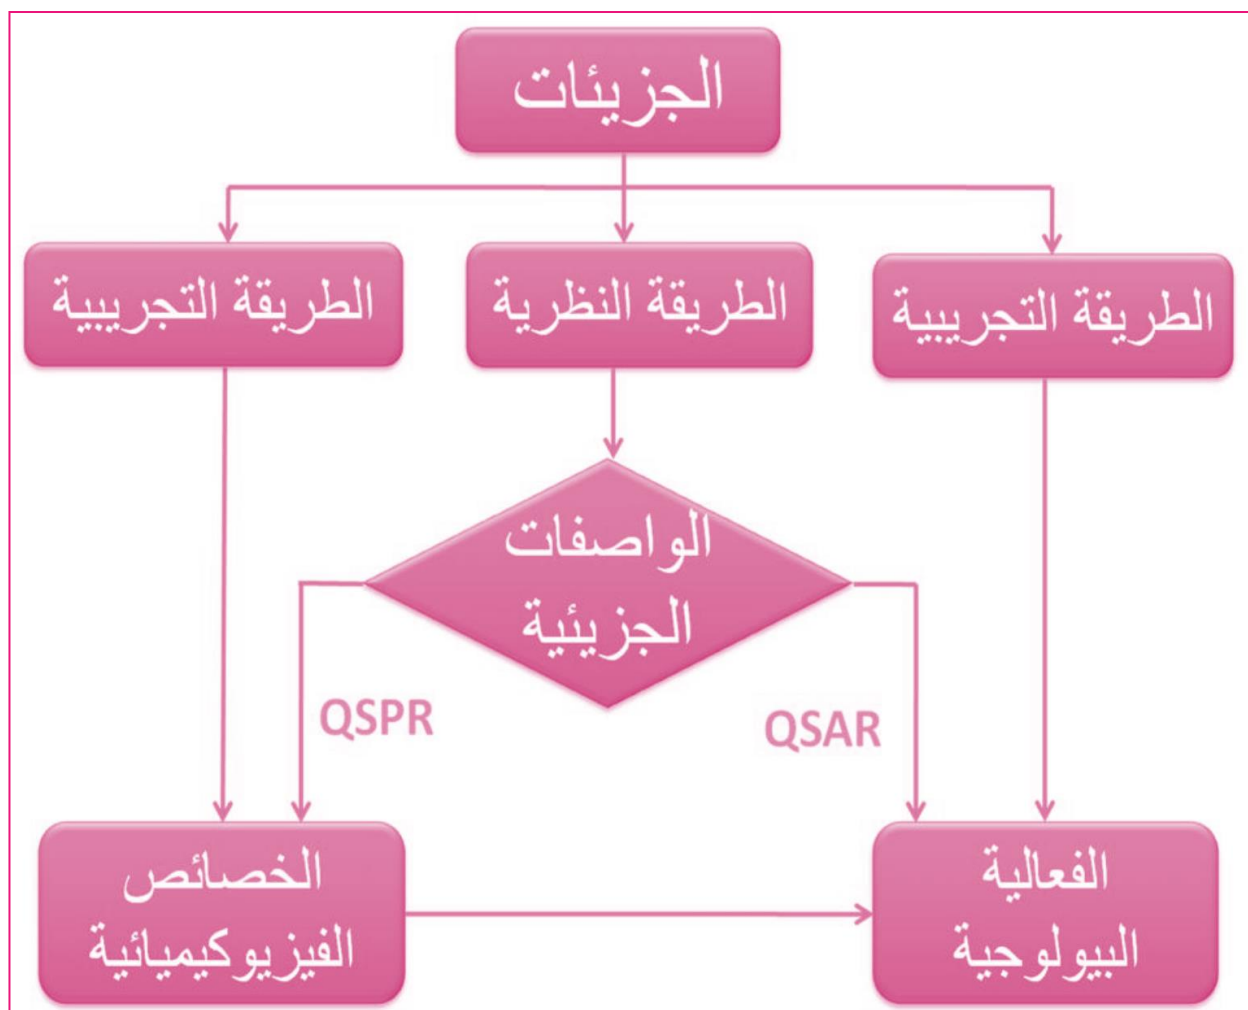 الجزيئات
الطريقة التجريبية
الطريقة النظرية
الطريقة التجريبية
الواصفات
الجزيئية
QSAR
QSPR
الفعالية
البيولوجية
الخصائص
الفيزيوكيميائية